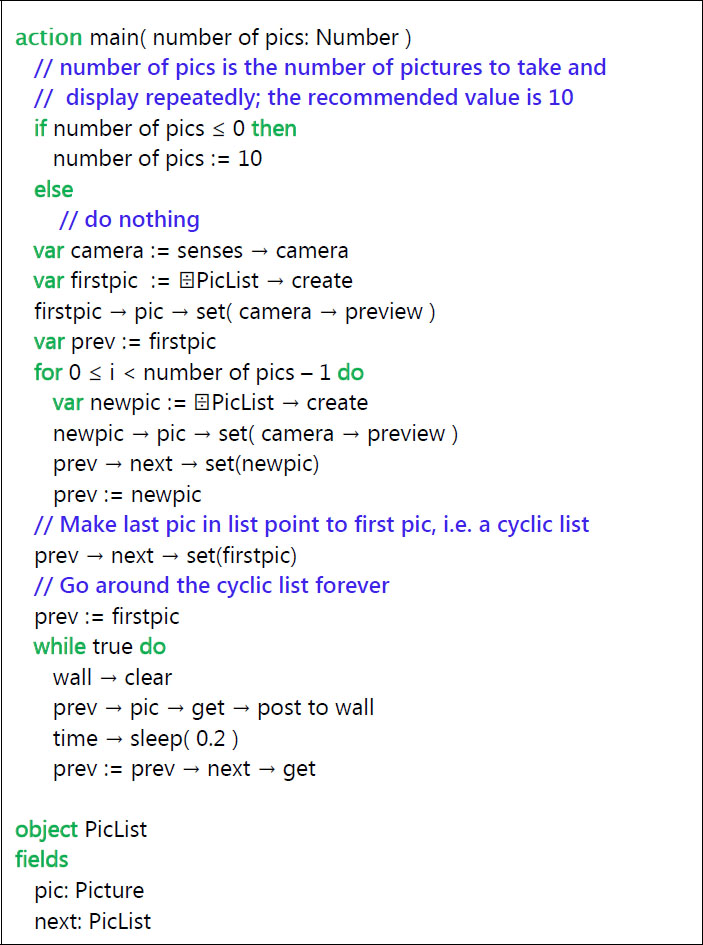 action main( number of pics: Number )
// number of pics is the number of pictures to take and
//  display repeatedly; the recommended value is 10
if number of pics ≤ 0 then
number of pics := 10
else
// do nothing
var camera := senses → camera
var firstpic  := ⌹PicList → create
firstpic → pic → set( camera → preview )
var prev := firstpic
for 0 ≤ i < number of pics – 1 do
var newpic := ⌹PicList → create
newpic → pic → set( camera → preview )
prev → next → set(newpic)
prev := newpic
// Make last pic in list point to first pic, i.e. a cyclic list
prev → next → set(firstpic)
// Go around the cyclic list forever
prev := firstpic
while true do
wall → clear
prev → pic → get → post to wall
time → sleep( 0.2 )
prev := prev → next → get
object PicList
fields
pic: Picture
next: PicList